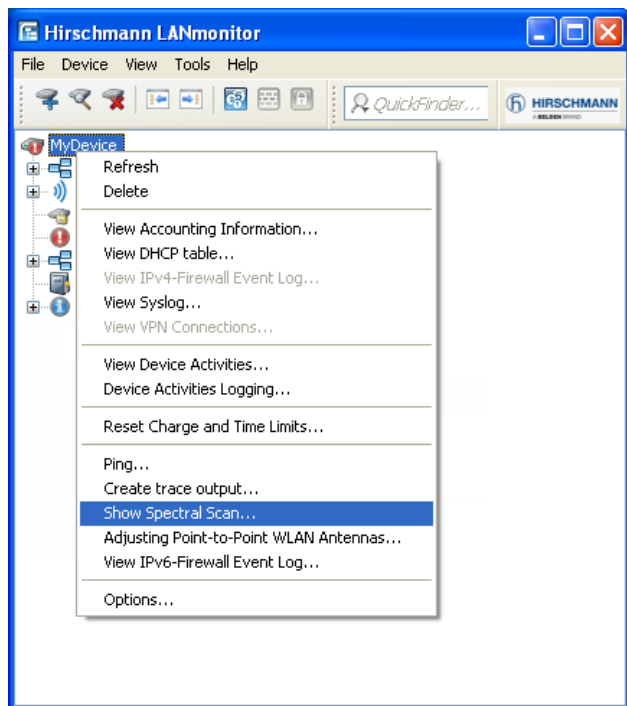 Hirschmann LANmonitor
File Device View Tools Help
QuickFinder...
HIRSCHMANN
A BELDEN BRAND
MyDevice
Refresh
Delete
View Accounting Information...
View DHCP table...
View IPv4-Firewall Event Log...
View Syslog...
View VPN Connections...
View Device Activities...
Device Activities Logging...
Reset Charge and Time Limits...
Ping...
Create trace output...
Show Spectral Scan...
Adjusting Point-to-Point WLAN Antennas...
View IPv6-Firewall Event Log...
Options...